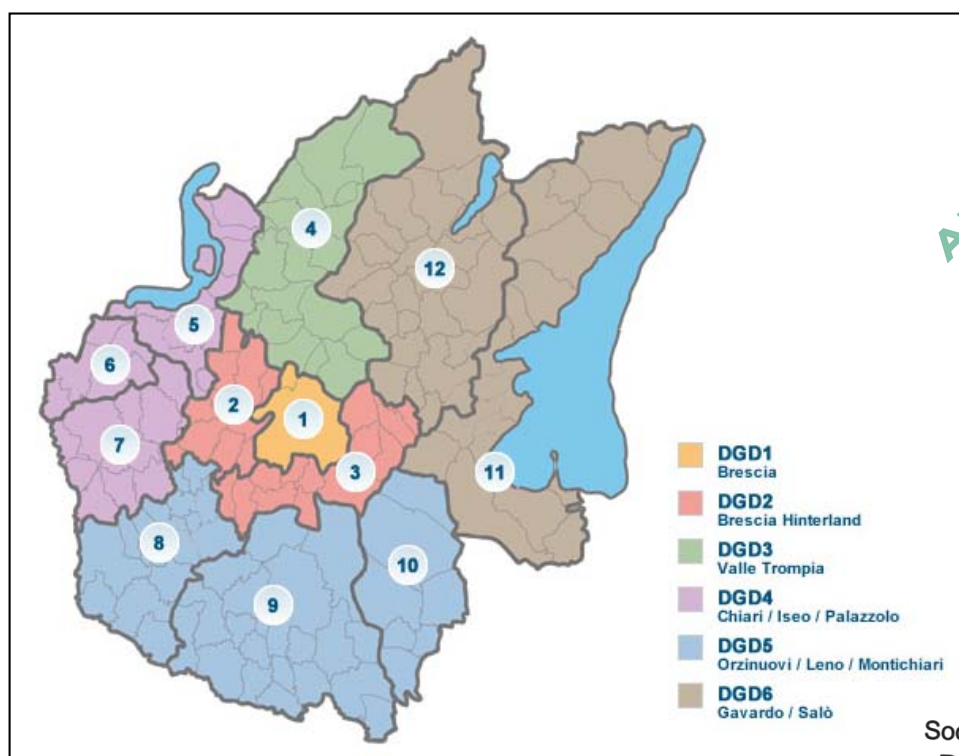 4
12
5
6
2
1
7
3
11
8
10
9
DGD1
Brescia
DGD2
Brescia Hinterland
DGD3
Valle Trompia
DGD4
Chiari / Iseo / Palazzolo
DGD5
Orzinuovi / Leno / Montichiari
DGD6
Gavardo / Salò